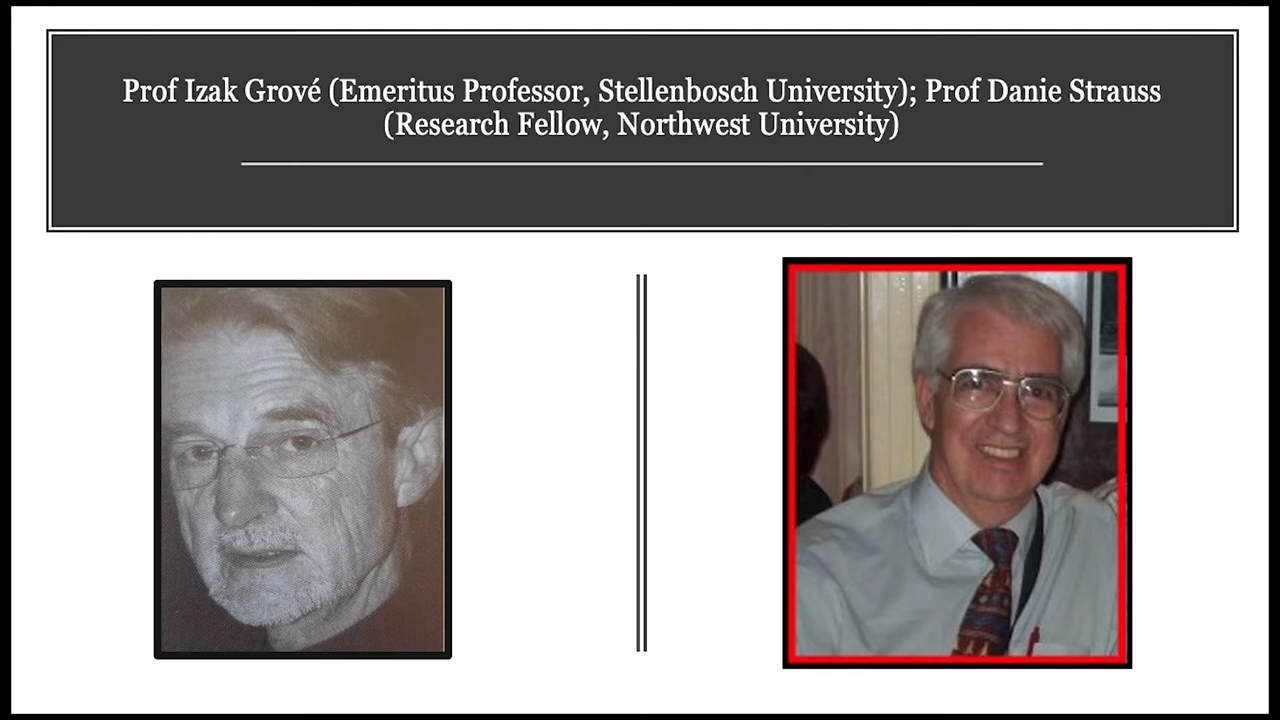 Prof Izak Grové (Emeritus Professor, Stellenbosch University); Prof Danie Strauss
(Research Fellow, Northwest University)